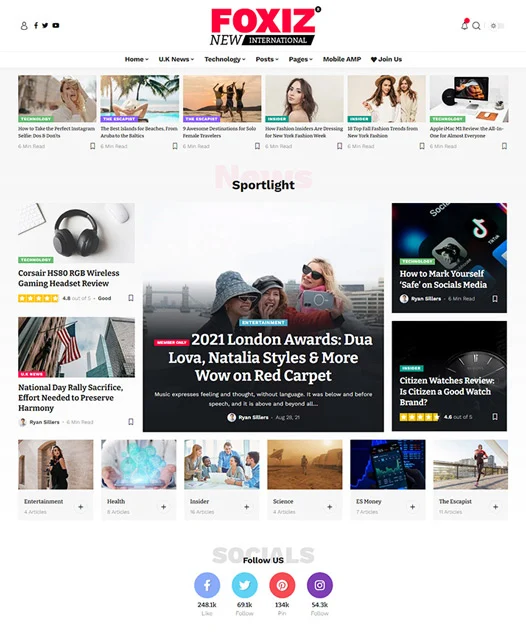 FOXIZ
NEW INTERNATIONAL
Home U.K News Technology Posts Pages Mobile AMP Join Us
TECHNOLOGY
How to Take the Perfect Instagram
Selfie: Dos & Don'ts
6 Min Read
THE ESCAPIST
The Best Islands for Beaches, From
Aruba to the Baltics
6 Min Read
THE ESCAPIST
9 Awesome Destinations for Solo
Female Travelers
6 Min Read
INSIDER
How Fashion Insiders Are Dressing
for New York Fashion Week
6 Min Read
INSIDER
18 Top Fall Fashion Trends from
New York Fashion
6 Min Read
TECHNOLOGY
Apple iMac M1 Review: the All-In-
One for Almost Everyone
6 Min Read
News
Sportlight
TECHNOLOGY
Corsair HS80 RGB Wireless
Gaming Headset Review
4.8 out of 5 - Good
U.K NEWS
National Day Rally Sacrifice,
Effort Needed to Preserve
Harmony
Ryan Sillers - 6 Min Read
ENTERTAINMENT
MEMBER ONLY 2021 London Awards: Dua
Lova, Natalia Styles & More
Wow on Red Carpet
Music expresses feeling and thought, without language. It was below and before
speech, and it is above and beyond all...
Ryan Sillers - Aug 28, 21
Social
TikTok
TECHNOLOGY
How to Mark Yourself
'Safe' on Socials Media
Ryan Sillers - 6 Min Read
INSIDER
Citizen Watches Review:
Is Citizen a Good Watch
Brand?
4.6 out of 5
Entertainment
4 Articles
Health
8 Articles
Insider
16 Articles
Science
4 Articles
ES Money
7 Articles
The Escapist
11 Articles
SOCIALS
Follow US
248.1k
Like
69.1k
Follow
134k
Pin
54.3k
Follow